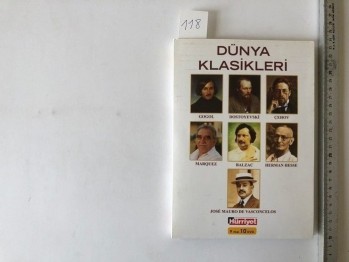 118
DÜNYA
KLASİKLERİ
GOGOL DOSTOYEVSKİ ÇEHOV
MARQUEZ BALZAC HERMAN HESSE
JOSÉ MAURO DE VASCONCELOS
Hürriyet